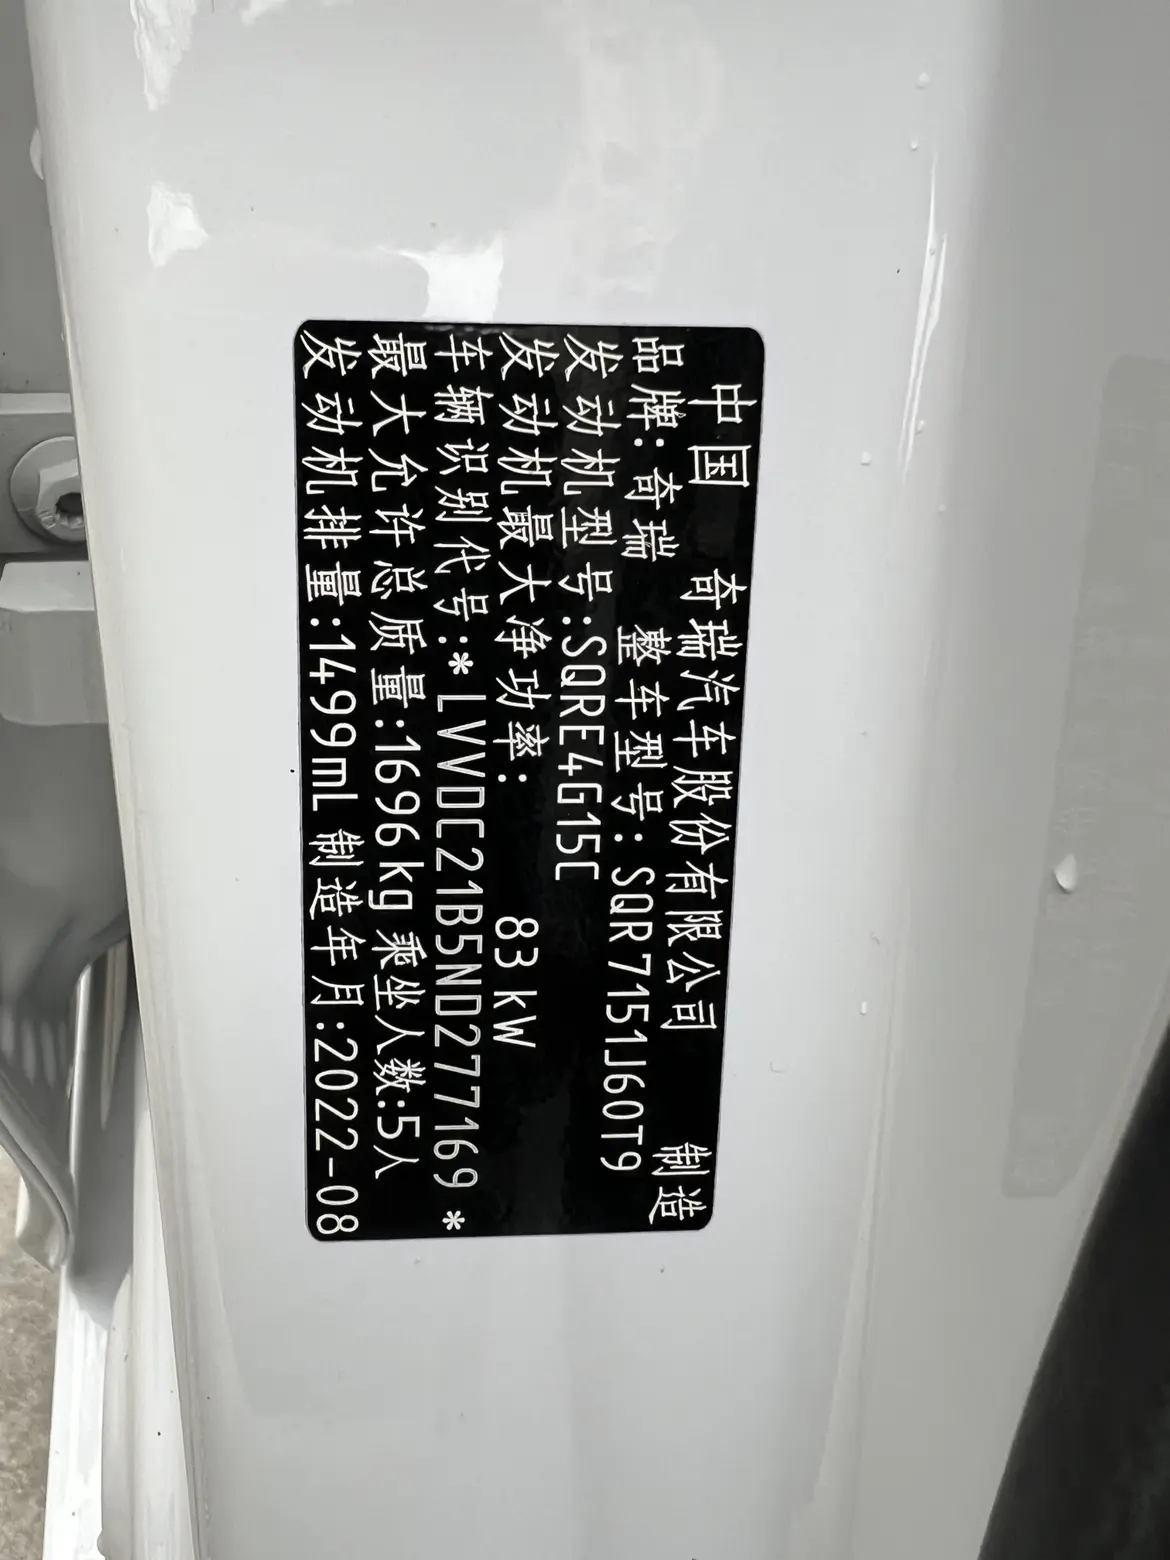 中国 奇瑞汽车股份有限公司 制造
品牌:奇瑞 整车型号:SQR7151J60T9
发动机型号:SQRE4G15C
发动机最大净功率: 83 kW
车辆识别代号:*LVVDC21B5ND277169*
最大允许总质量:1696kg 乘坐人数:5人
发动机排量:1499mL 制造年月:2022-08